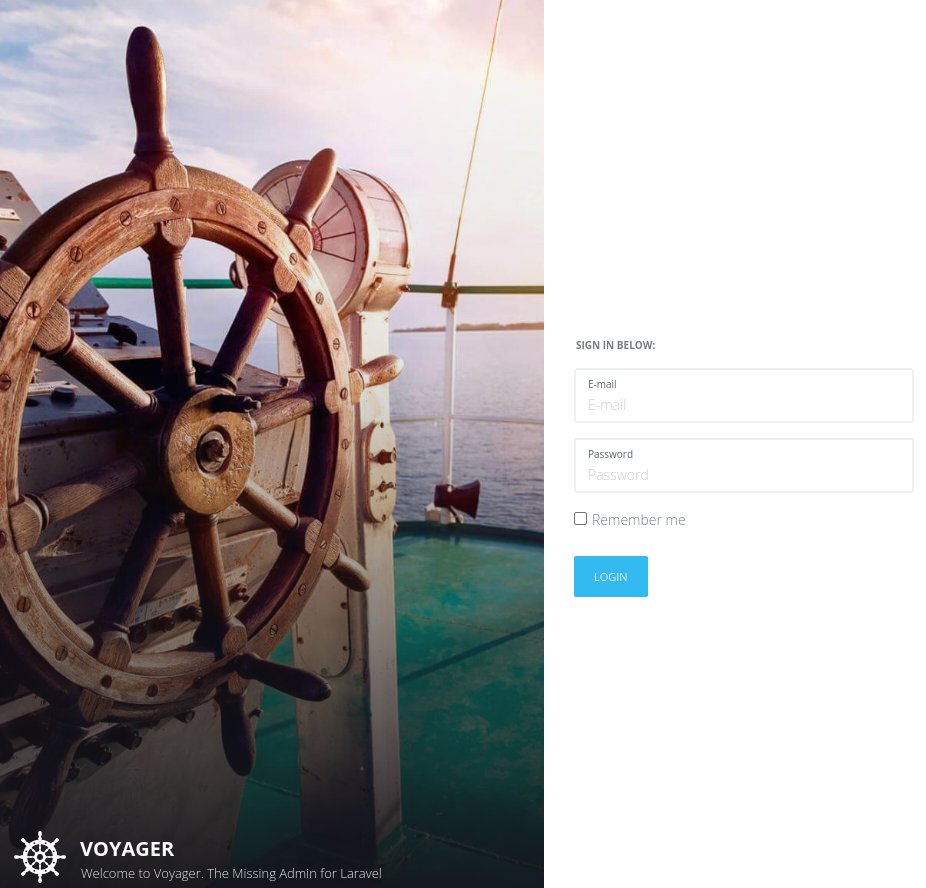 SIGN IN BELOW:
E-mail
E-mail
Password
Password
Remember me
LOGIN
VOYAGER
Welcome to Voyager. The Missing Admin for Laravel